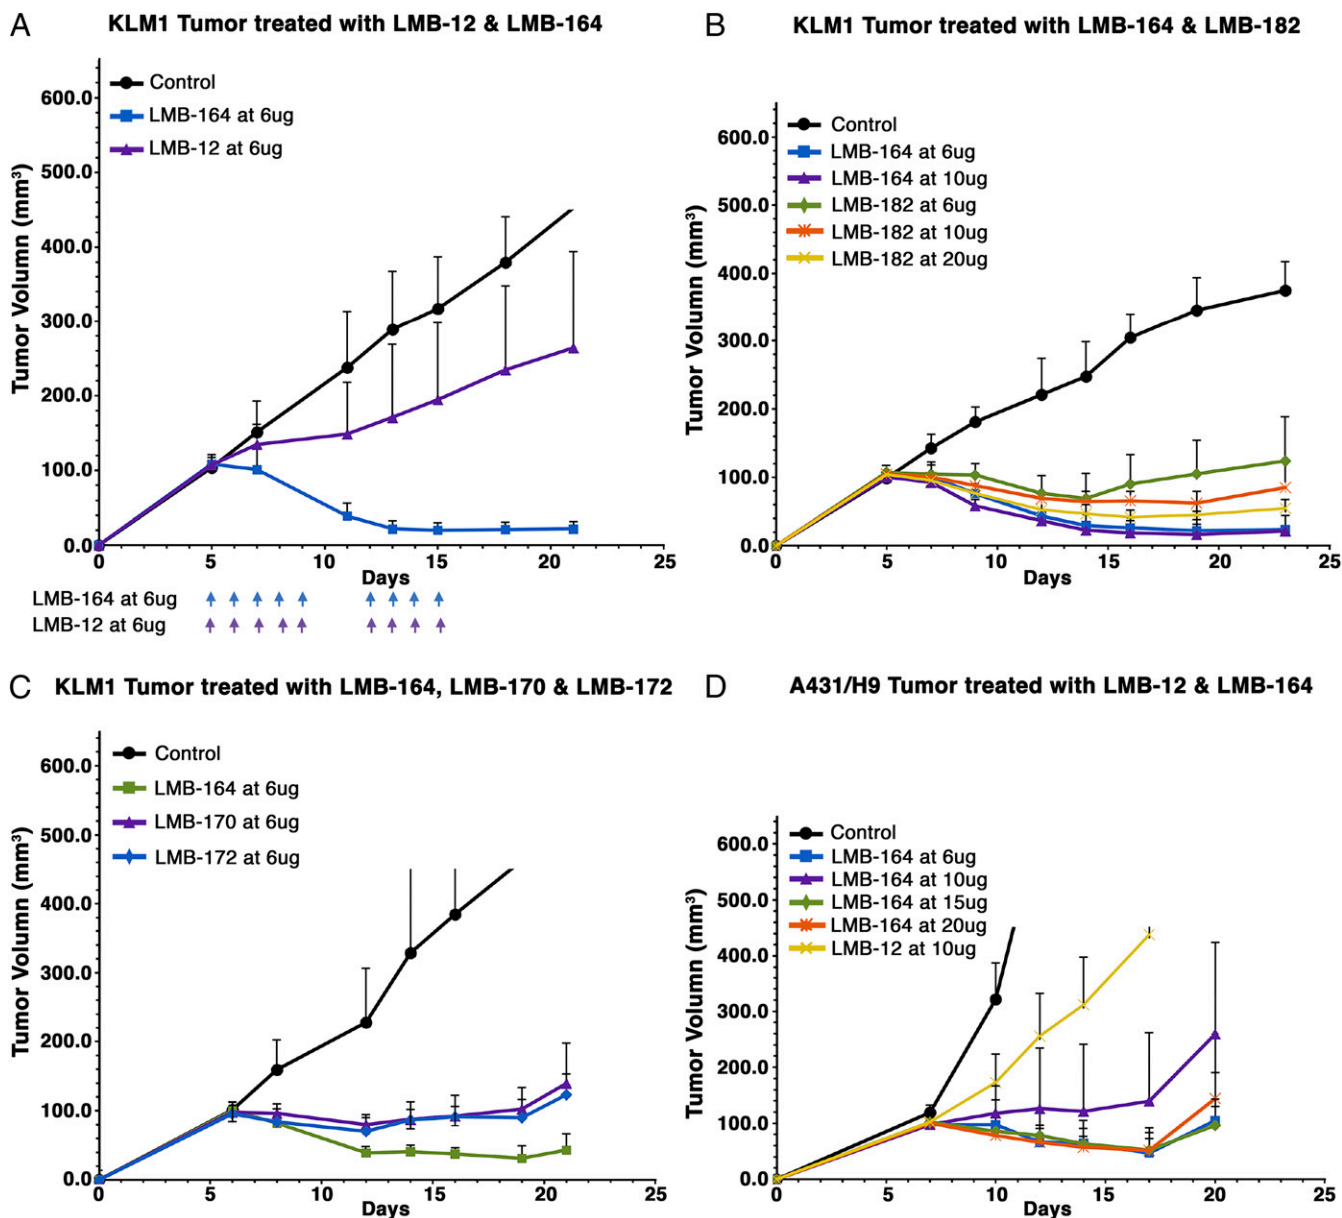 A
KLM1 Tumor treated with LMB-12 & LMB-164
Control
LMB-164 at 6ug
LMB-12 at 6ug
Tumor Volumn (mm³)
600.0
500.0
400.0
300.0
200.0
100.0
0.0
0 5 10 15 20 25
Days
LMB-164 at 6ug
LMB-12 at 6ug
B
KLM1 Tumor treated with LMB-164 & LMB-182
Control
LMB-164 at 6ug
LMB-164 at 10ug
LMB-182 at 6ug
LMB-182 at 10ug
LMB-182 at 20ug
Tumor Volumn (mm³)
600.0
500.0
400.0
300.0
200.0
100.0
0.0
0 5 10 15 20 25
Days
C
KLM1 Tumor treated with LMB-164, LMB-170 & LMB-172
Control
LMB-164 at 6ug
LMB-170 at 6ug
LMB-172 at 6ug
Tumor Volumn (mm³)
600.0
500.0
400.0
300.0
200.0
100.0
0.0
0 5 10 15 20 25
Days
D
A431/H9 Tumor treated with LMB-12 & LMB-164
Control
LMB-164 at 6ug
LMB-164 at 10ug
LMB-164 at 15ug
LMB-164 at 20ug
LMB-12 at 10ug
Tumor Volumn (mm³)
600.0
500.0
400.0
300.0
200.0
100.0
0.0
0 5 10 15 20 25
Days